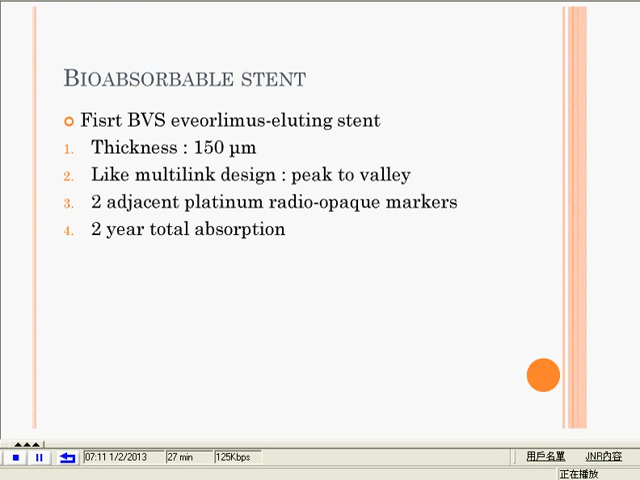 BIOABSORBABLE STENT
Fisrt BVS eveorlimus-eluting stent
1. Thickness : 150 µm
2. Like multilink design : peak to valley
3. 2 adjacent platinum radio-opaque markers
4. 2 year total absorption
07:11 1/2/2013 27 min 125Kbps 用戶名單 JNR內容
正在播放